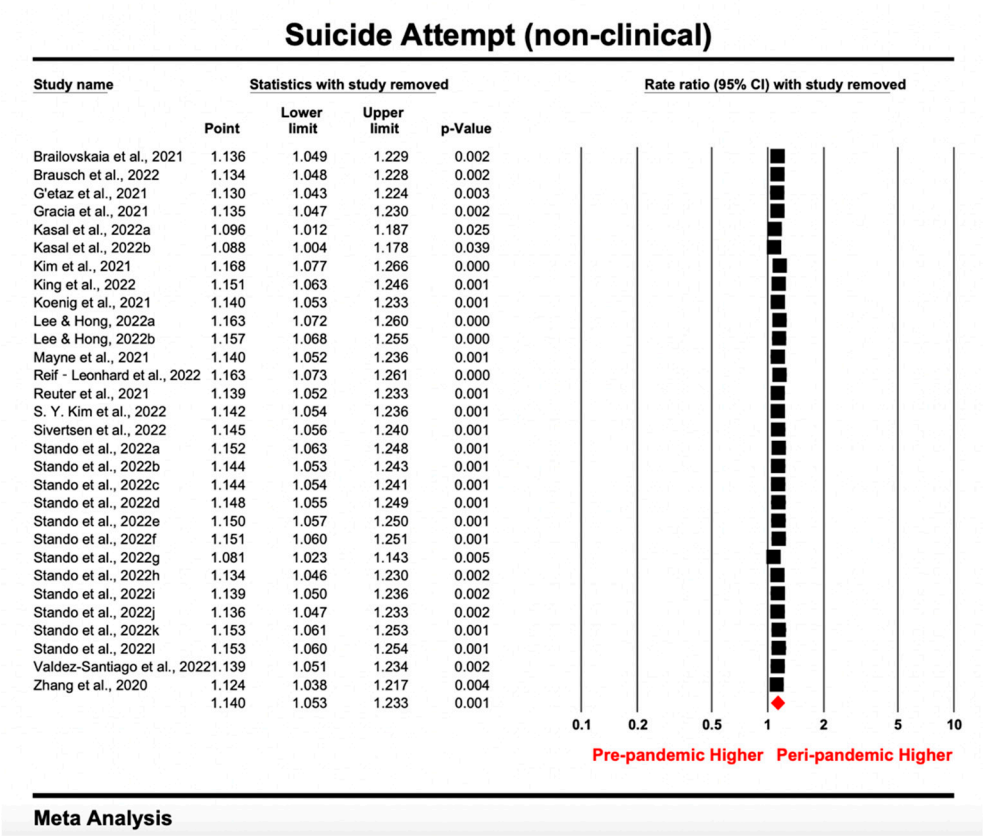 Suicide Attempt (non-clinical)
Study name Statistics with study removed Rate ratio (95% CI) with study removed
Lower Upper
Point limit limit p-Value
Brailovskaia et al., 2021 1.136 1.049 1.229 0.002
Brausch et al., 2022 1.134 1.048 1.228 0.002
G'etaz et al., 2021 1.130 1.043 1.224 0.003
Gracia et al., 2021 1.135 1.047 1.230 0.002
Kasal et al., 2022a 1.096 1.012 1.187 0.025
Kasal et al., 2022b 1.088 1.004 1.178 0.039
Kim et al., 2021 1.168 1.077 1.266 0.000
King et al., 2022 1.151 1.063 1.246 0.001
Koenig et al., 2021 1.140 1.053 1.233 0.001
Lee & Hong, 2022a 1.163 1.072 1.260 0.000
Lee & Hong, 2022b 1.157 1.068 1.255 0.000
Mayne et al., 2021 1.140 1.052 1.236 0.001
Reif - Leonhard et al., 2022 1.163 1.073 1.261 0.000
Reuter et al., 2021 1.139 1.052 1.233 0.001
S. Y. Kim et al., 2022 1.142 1.054 1.236 0.001
Sivertsen et al., 2022 1.145 1.056 1.240 0.001
Stando et al., 2022a 1.152 1.063 1.248 0.001
Stando et al., 2022b 1.144 1.053 1.243 0.001
Stando et al., 2022c 1.144 1.054 1.241 0.001
Stando et al., 2022d 1.148 1.055 1.249 0.001
Stando et al., 2022e 1.150 1.057 1.250 0.001
Stando et al., 2022f 1.151 1.060 1.251 0.001
Stando et al., 2022g 1.081 1.023 1.143 0.005
Stando et al., 2022h 1.134 1.046 1.230 0.002
Stando et al., 2022i 1.139 1.050 1.236 0.002
Stando et al., 2022j 1.136 1.047 1.233 0.002
Stando et al., 2022k 1.153 1.061 1.253 0.001
Stando et al., 2022l 1.153 1.060 1.254 0.001
Valdez-Santiago et al., 20221.139 1.051 1.234 0.002
Zhang et al., 2020 1.124 1.038 1.217 0.004
1.140 1.053 1.233 0.001
0.1 0.2 0.5 1 2 5 10
Pre-pandemic Higher Peri-pandemic Higher
Meta Analysis